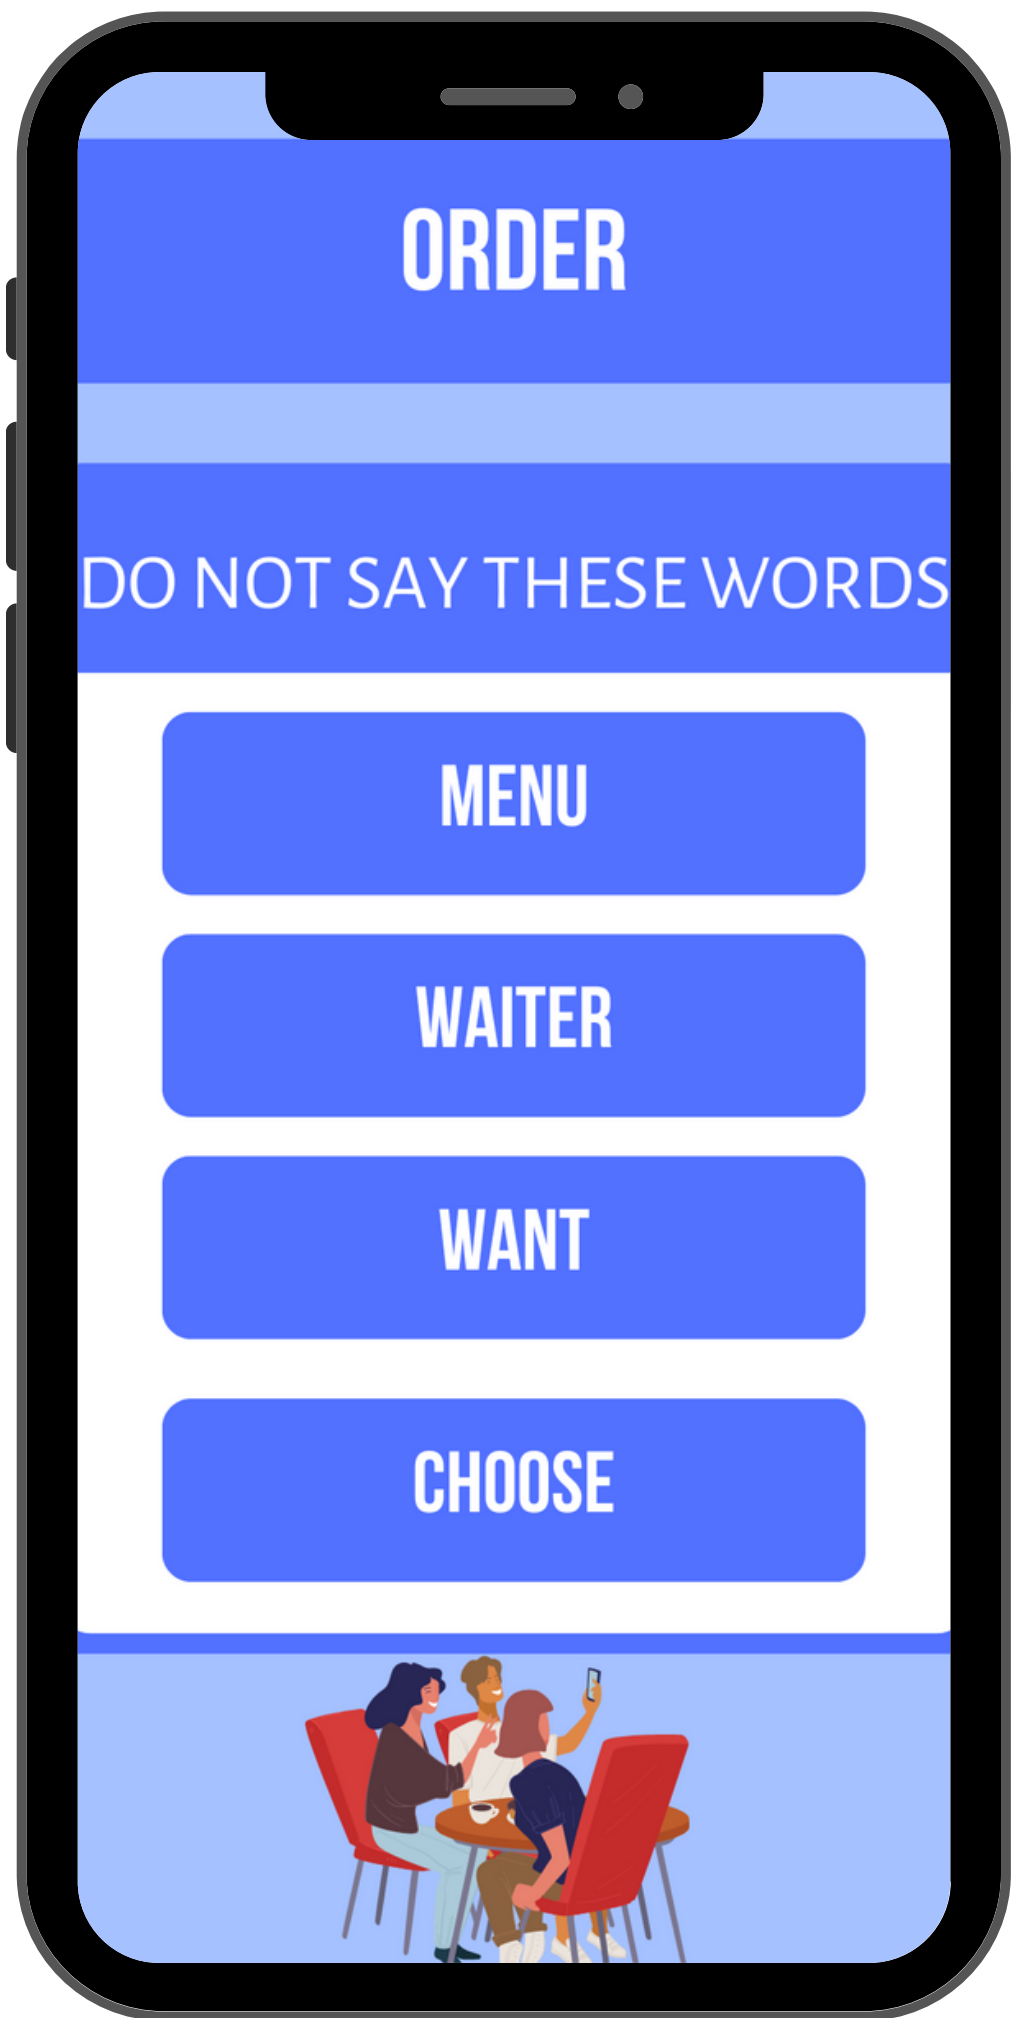 ORDER
DO NOT SAY THESE WORDS
MENU
WAITER
WANT
CHOOSE